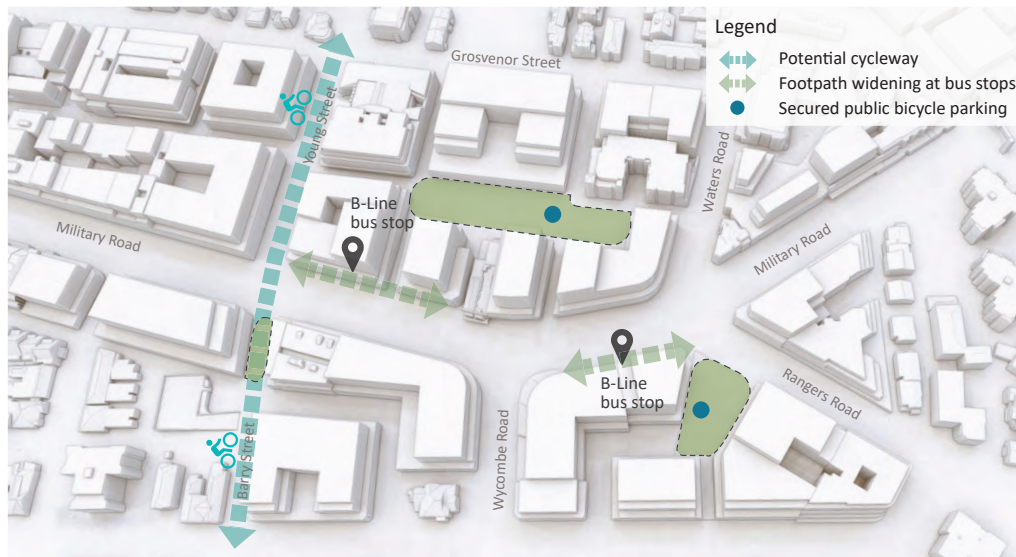 Legend
Potential cycleway
Footpath widening at bus stops
Secured public bicycle parking
Grosvenor Street
Young Street
Waters Road
B-Line
bus stop
Military Road
Military Road
B-Line
bus stop
Rangers Road
Wycombe Road
Barry Street